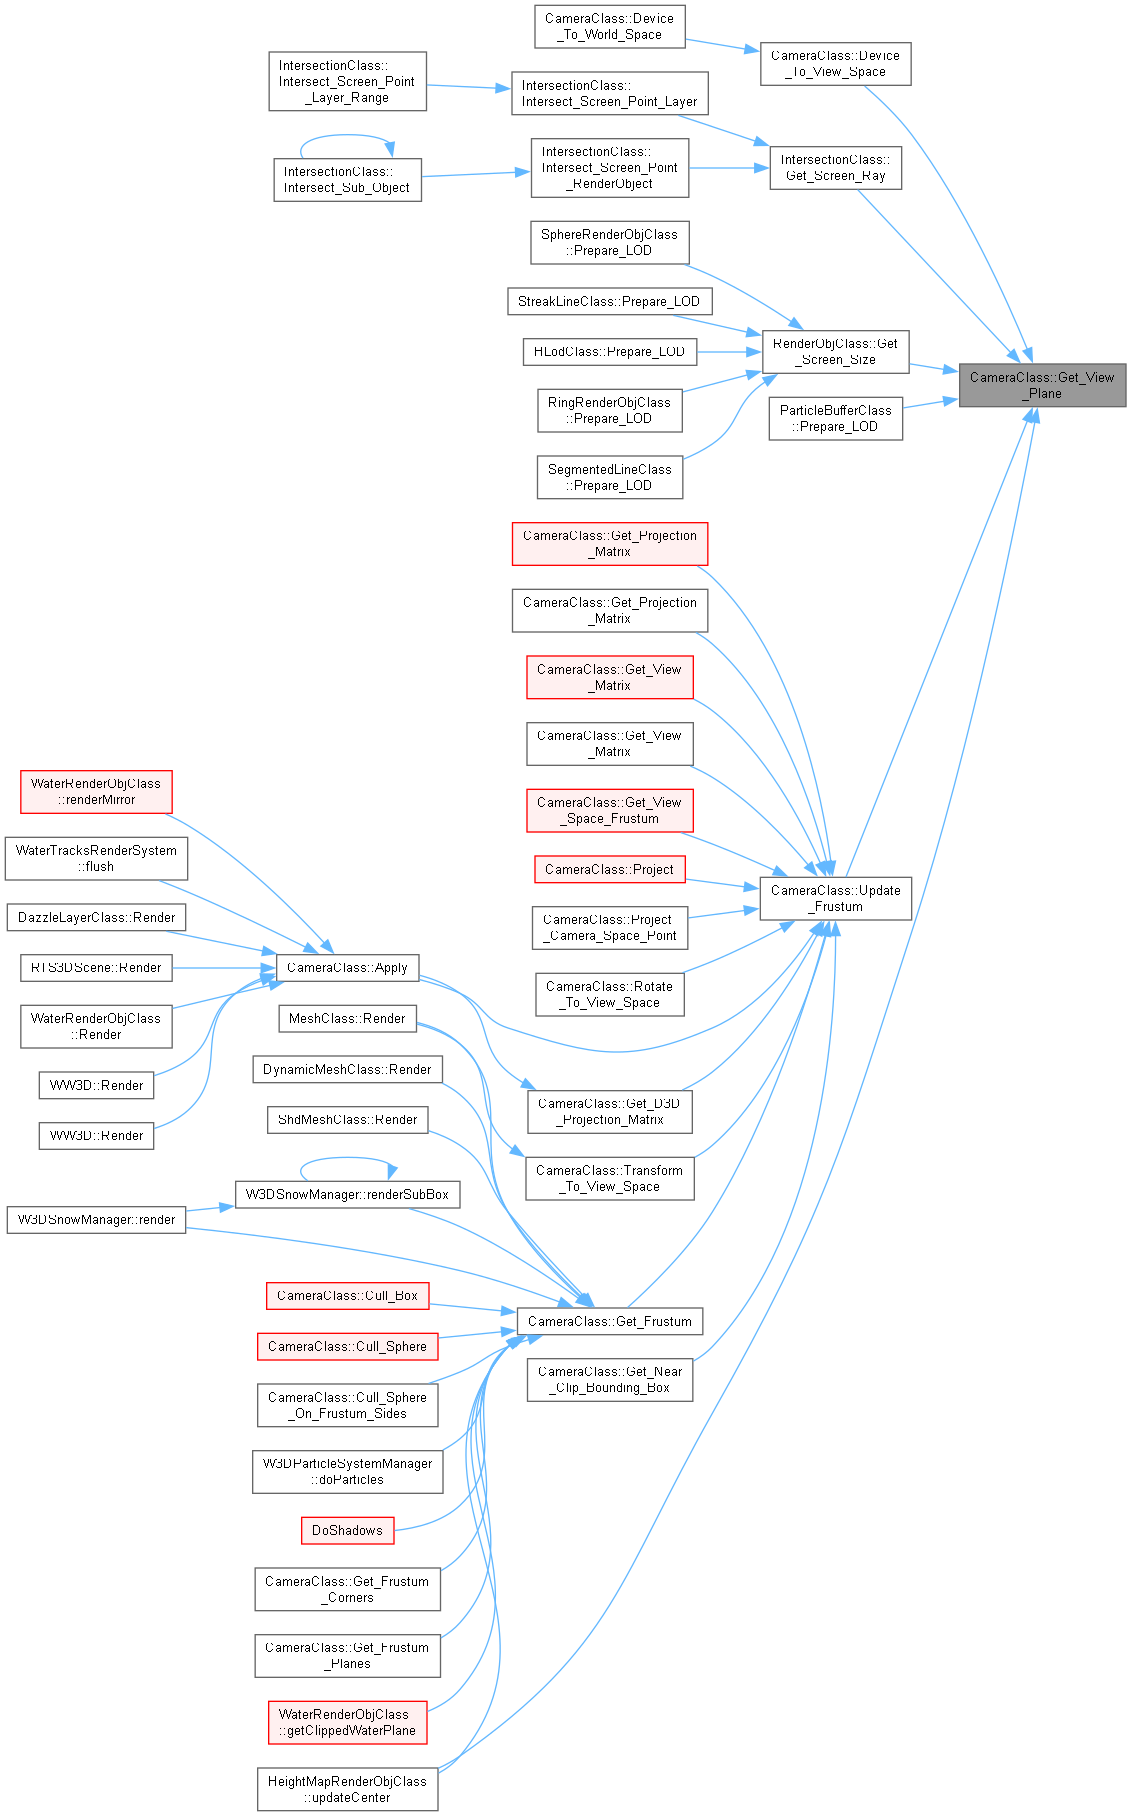 CameraClass::Device
_To_World_Space
CameraClass::Device
_To_View_Space
IntersectionClass::
Intersect_Screen_Point
_Layer_Range
IntersectionClass::
Intersect_Screen_Point_Layer
IntersectionClass::
Intersect_Sub_Object
IntersectionClass::
Intersect_Screen_Point
_RenderObject
IntersectionClass::
Get_Screen_Ray
SphereRenderObjClass
::Prepare_LOD
StreakLineClass::Prepare_LOD
HLodClass::Prepare_LOD
RingRenderObjClass
::Prepare_LOD
SegmentedLineClass
::Prepare_LOD
RenderObjClass::Get
_Screen_Size
ParticleBufferClass
::Prepare_LOD
CameraClass::Get_View
_Plane
CameraClass::Get_Projection
_Matrix
CameraClass::Get_Projection
_Matrix
CameraClass::Get_View
_Matrix
CameraClass::Get_View
_Matrix
CameraClass::Get_View
_Space_Frustum
CameraClass::Project
CameraClass::Project
_Camera_Space_Point
CameraClass::Rotate
_To_View_Space
CameraClass::Update
_Frustum
WaterRenderObjClass
::renderMirror
WaterTracksRenderSystem
::flush
DazzleLayerClass::Render
RTS3DScene::Render
WaterRenderObjClass
::Render
WW3D::Render
WW3D::Render
CameraClass::Apply
MeshClass::Render
DynamicMeshClass::Render
ShdMeshClass::Render
W3DSnowManager::renderSubBox
W3DSnowManager::render
CameraClass::Get_D3D
_Projection_Matrix
CameraClass::Transform
_To_View_Space
CameraClass::Cull_Box
CameraClass::Cull_Sphere
CameraClass::Cull_Sphere
_On_Frustum_Sides
W3DParticleSystemManager
::doParticles
DoShadows
CameraClass::Get_Frustum
_Corners
CameraClass::Get_Frustum
_Planes
WaterRenderObjClass
::getClippedWaterPlane
HeightMapRenderObjClass
::updateCenter
CameraClass::Get_Frustum
CameraClass::Get_Near
_Clip_Bounding_Box